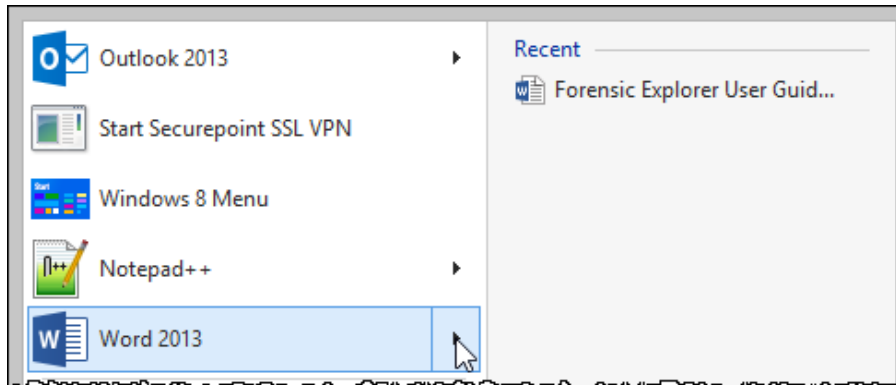 Outlook 2013
Start Securepoint SSL VPN
Windows 8 Menu
Notepad++
Word 2013
Recent
Forensic Explorer User Guid...